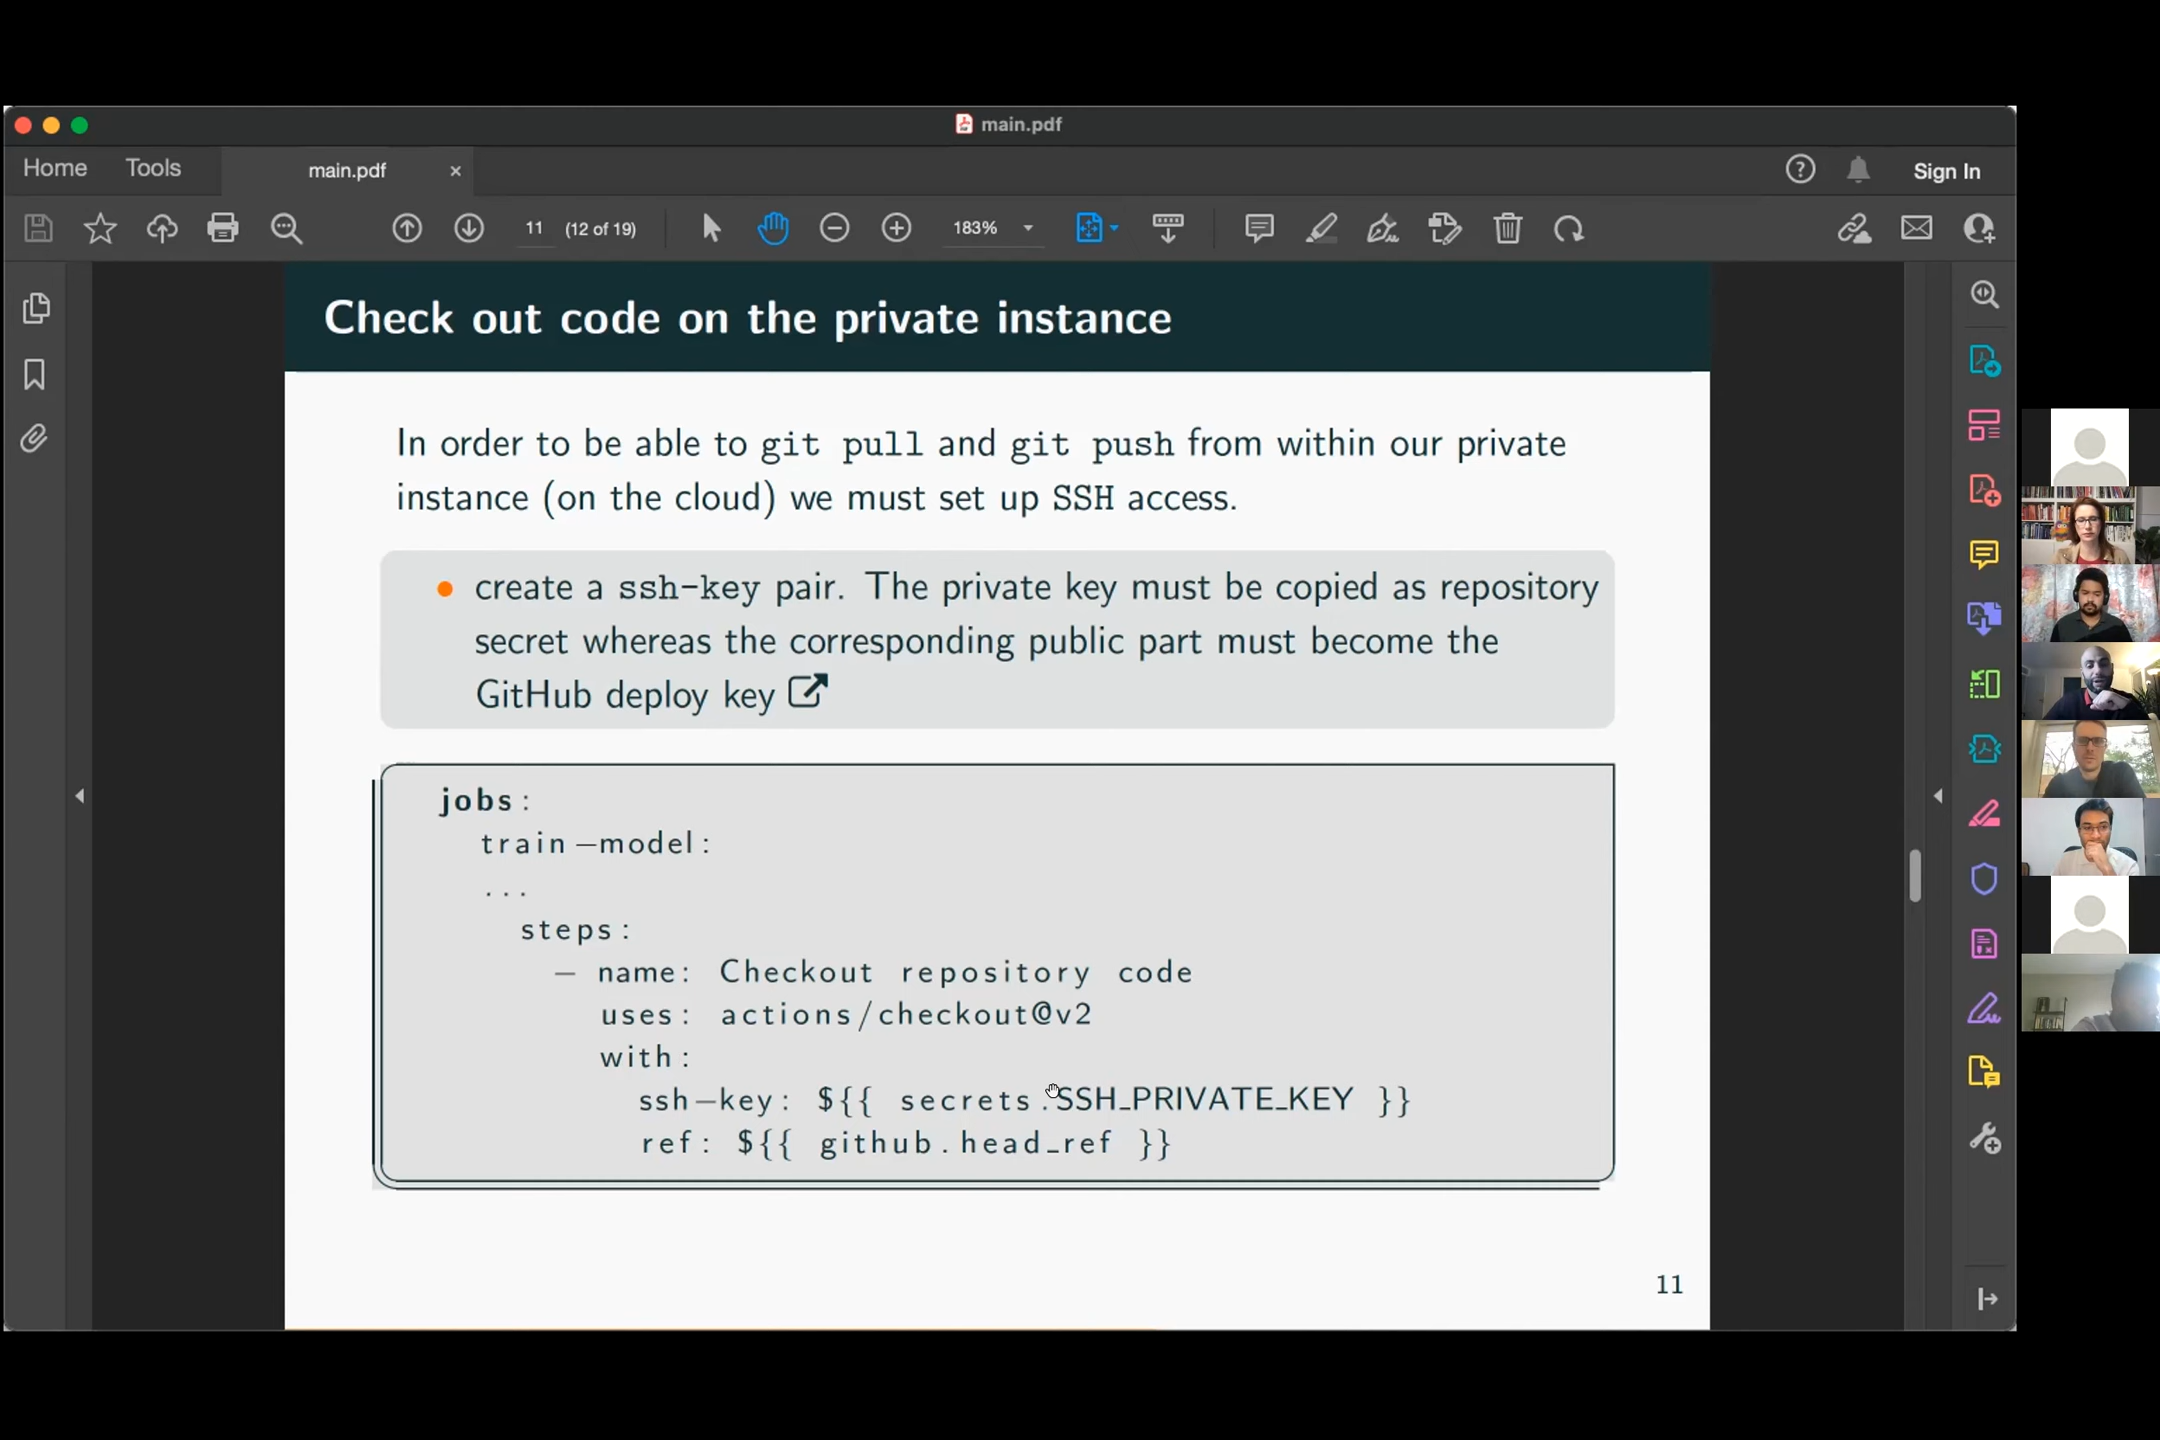 main.pdf
Home Tools main.pdf × Sign In
11 (12 of 19) 183%
Check out code on the private instance
In order to be able to git pull and git push from within our private
instance (on the cloud) we must set up SSH access.
• create a ssh-key pair. The private key must be copied as repository
secret whereas the corresponding public part must become the
GitHub deploy key
jobs:
train-model:
...
steps:
- name: Checkout repository code
uses: actions/checkout@v2
with:
ssh-key: ${{ secrets.SSH_PRIVATE_KEY }}
ref: ${{ github.head_ref }}
11